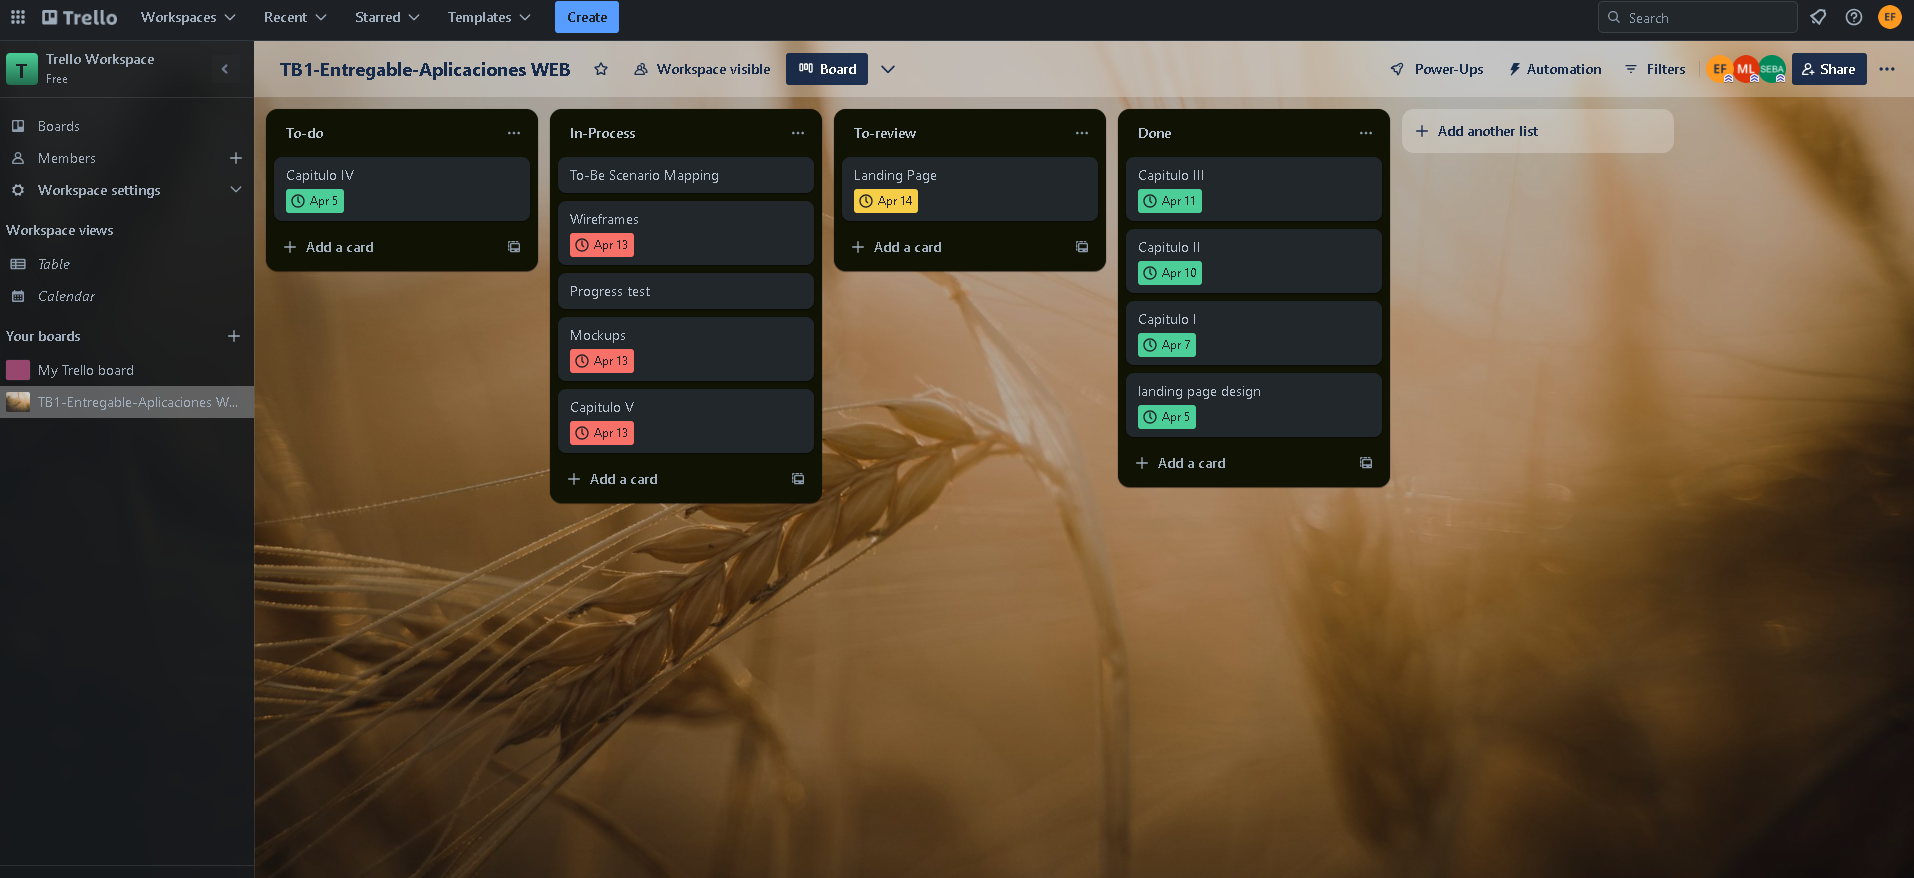 Trello
Workspaces
Recent
Starred
Templates
Create
Search
EF
T
Trello Workspace
Free
Boards
Members
Workspace settings
Workspace views
Table
Calendar
Your boards
My Trello board
TB1-Entregable-Aplicaciones W...
TB1-Entregable-Aplicaciones WEB
Workspace visible
Board
Power-Ups
Automation
Filters
EF
ML
SEBA
Share
To-do
Capitulo IV
Apr 5
Add a card
In-Process
To-Be Scenario Mapping
Wireframes
Apr 13
Progress test
Mockups
Apr 13
Capitulo V
Apr 13
Add a card
To-review
Landing Page
Apr 14
Add a card
Done
Capitulo III
Apr 11
Capitulo II
Apr 10
Capitulo I
Apr 7
landing page design
Apr 5
Add a card
Add another list